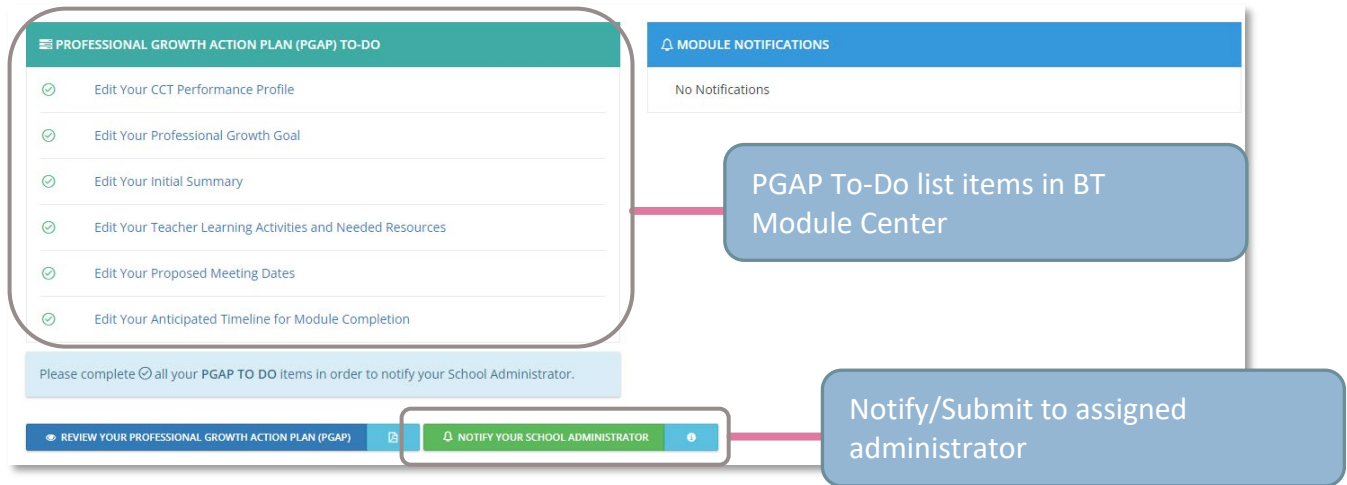 PROFESSIONAL GROWTH ACTION PLAN (PGAP) TO-DO
Edit Your CCT Performance Profile
Edit Your Professional Growth Goal
Edit Your Initial Summary
Edit Your Teacher Learning Activities and Needed Resources
Edit Your Proposed Meeting Dates
Edit Your Anticipated Timeline for Module Completion
Please complete all your PGAP TO DO items in order to notify your School Administrator.
REVIEW YOUR PROFESSIONAL GROWTH ACTION PLAN (PGAP)
NOTIFY YOUR SCHOOL ADMINISTRATOR
MODULE NOTIFICATIONS
No Notifications
PGAP To-Do list items in BT
Module Center
Notify/Submit to assigned
administrator